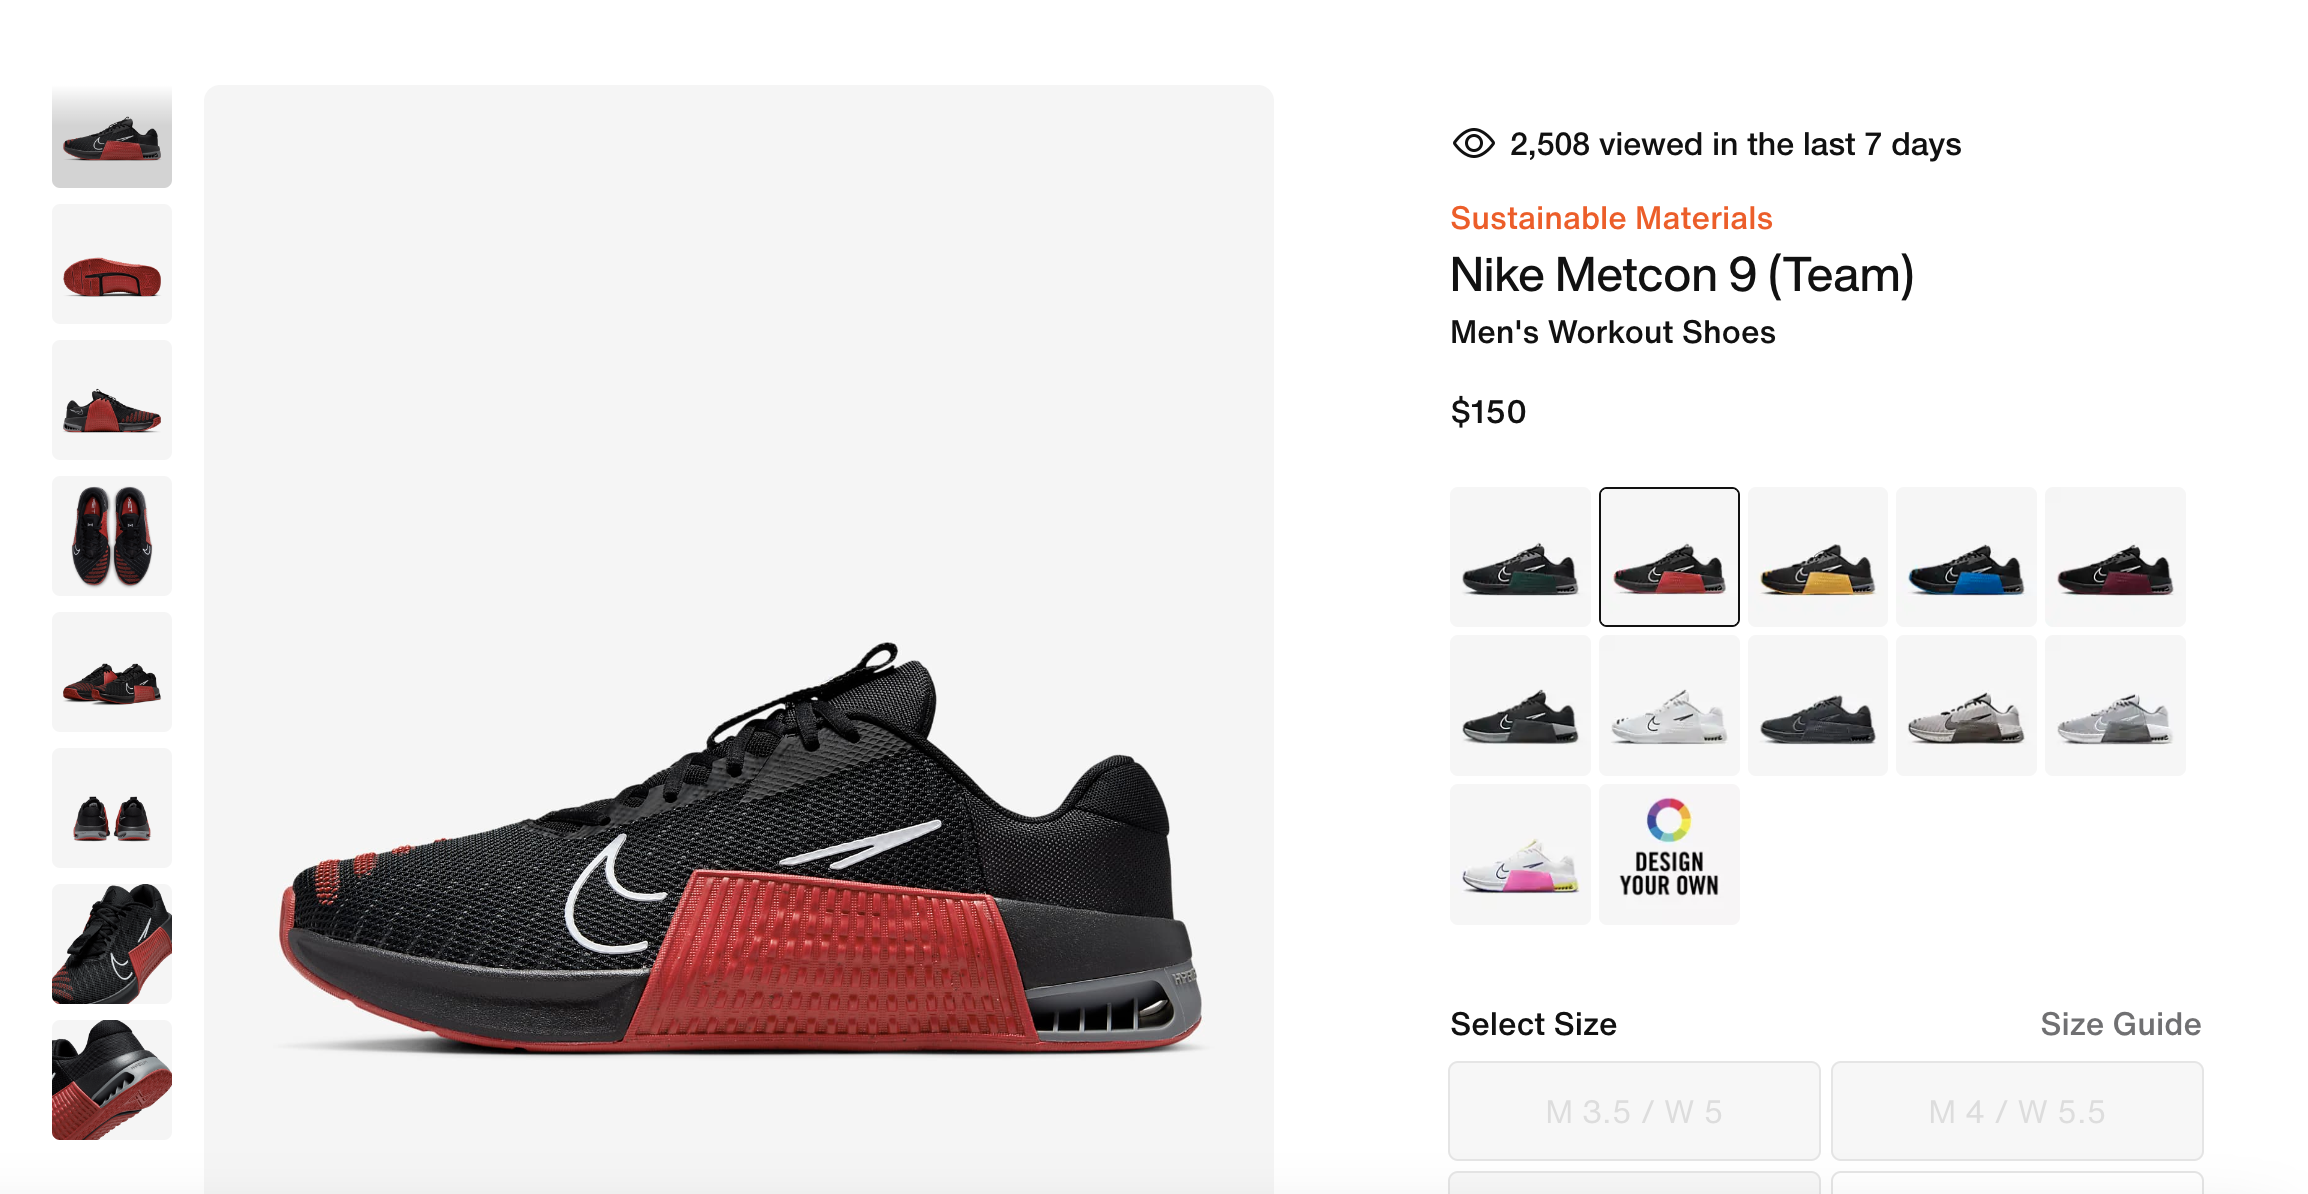 2,508 viewed in the last 7 days
Sustainable Materials
Nike Metcon 9 (Team)
Men's Workout Shoes
$150
DESIGN
YOUR OWN
Select Size
Size Guide
M 3.5 / W 5
M 4 / W 5.5